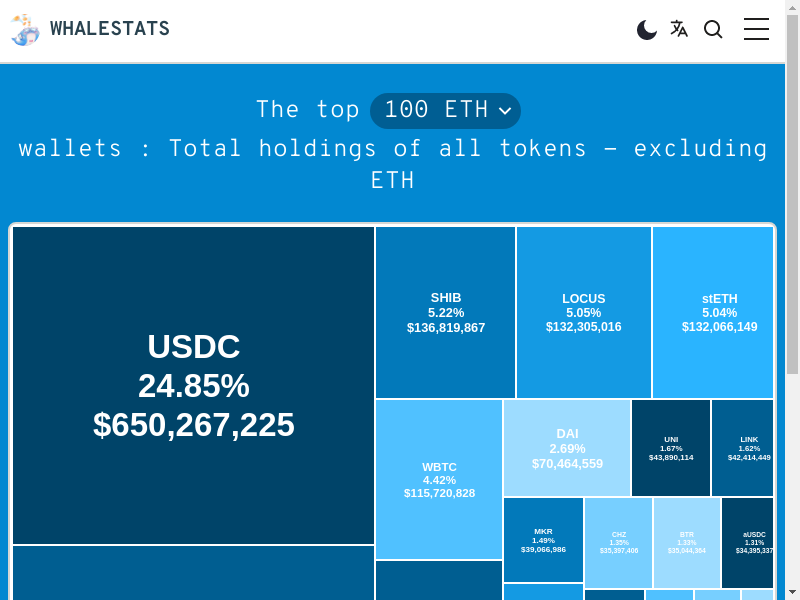 WHALESTATS
The top 100 ETH
wallets : Total holdings of all tokens – excluding
ETH
USDC
24.85%
$650,267,225
SHIB
5.22%
$136,819,867
LOCUS
5.05%
$132,305,016
stETH
5.04%
$132,066,149
WBTC
4.42%
$115,720,828
DAI
2.69%
$70,464,559
UNI
1.67%
$43,890,114
LINK
1.62%
$42,414,449
MKR
1.49%
$39,066,986
CHZ
1.35%
$35,397,406
BTR
1.33%
aUSDC
1.31%
$34,395,337